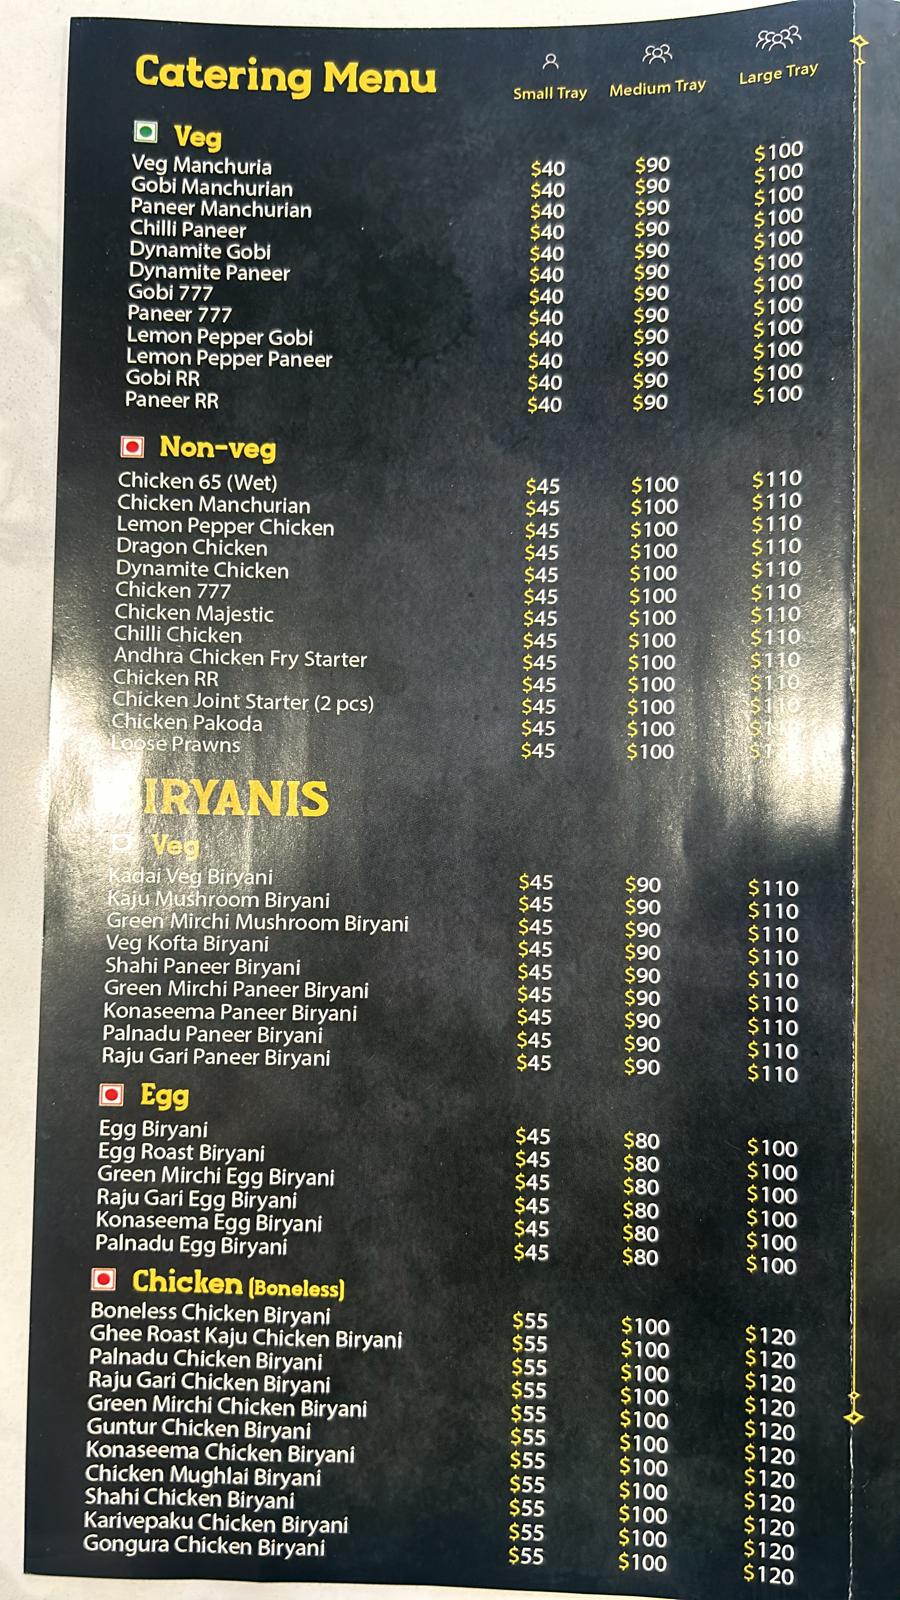 Catering Menu Small Tray Medium Tray Large Tray
Veg
Veg Manchuria $40 $90 $100
Gobi Manchurian $40 $90 $100
Paneer Manchurian $40 $90 $100
Chilli Paneer $40 $90 $100
Dynamite Gobi $40 $90 $100
Dynamite Paneer $40 $90 $100
Gobi 777 $40 $90 $100
Paneer 777 $40 $90 $100
Lemon Pepper Gobi $40 $90 $100
Lemon Pepper Paneer $40 $90 $100
Gobi RR $40 $90 $100
Paneer RR $40 $90 $100
Non-veg
Chicken 65 (Wet) $45 $100 $110
Chicken Manchurian $45 $100 $110
Lemon Pepper Chicken $45 $100 $110
Dragon Chicken $45 $100 $110
Dynamite Chicken $45 $100 $110
Chicken 777 $45 $100 $110
Chicken Majestic $45 $100 $110
Chilli Chicken $45 $100 $110
Andhra Chicken Fry Starter $45 $100 $110
Chicken RR $45 $100 $110
Chicken Joint Starter (2 pcs) $45 $100 $110
Chicken Pakoda $45 $100
Loose Prawns $45 $100
BIRYANIS
Veg
Kadai Veg Biryani $45 $90 $110
Kaju Mushroom Biryani $45 $90 $110
Green Mirchi Mushroom Biryani $45 $90 $110
Veg Kofta Biryani $45 $90 $110
Shahi Paneer Biryani $45 $90 $110
Green Mirchi Paneer Biryani $45 $90 $110
Konaseema Paneer Biryani $45 $90 $110
Palnadu Paneer Biryani $45 $90 $110
Raju Gari Paneer Biryani $45 $90 $110
Egg
Egg Biryani $45 $80 $100
Egg Roast Biryani $45 $80 $100
Green Mirchi Egg Biryani $45 $80 $100
Raju Gari Egg Biryani $45 $80 $100
Konaseema Egg Biryani $45 $80 $100
Palnadu Egg Biryani $45 $80 $100
Chicken (Boneless)
Boneless Chicken Biryani $55 $100 $120
Ghee Roast Kaju Chicken Biryani $55 $100 $120
Palnadu Chicken Biryani $55 $100 $120
Raju Gari Chicken Biryani $55 $100 $120
Green Mirchi Chicken Biryani $55 $100 $120
Guntur Chicken Biryani $55 $100 $120
Konaseema Chicken Biryani $55 $100 $120
Chicken Mughlai Biryani $55 $100 $120
Shahi Chicken Biryani $55 $100 $120
Karivepaku Chicken Biryani $55 $100 $120
Gongura Chicken Biryani $55 $100 $120